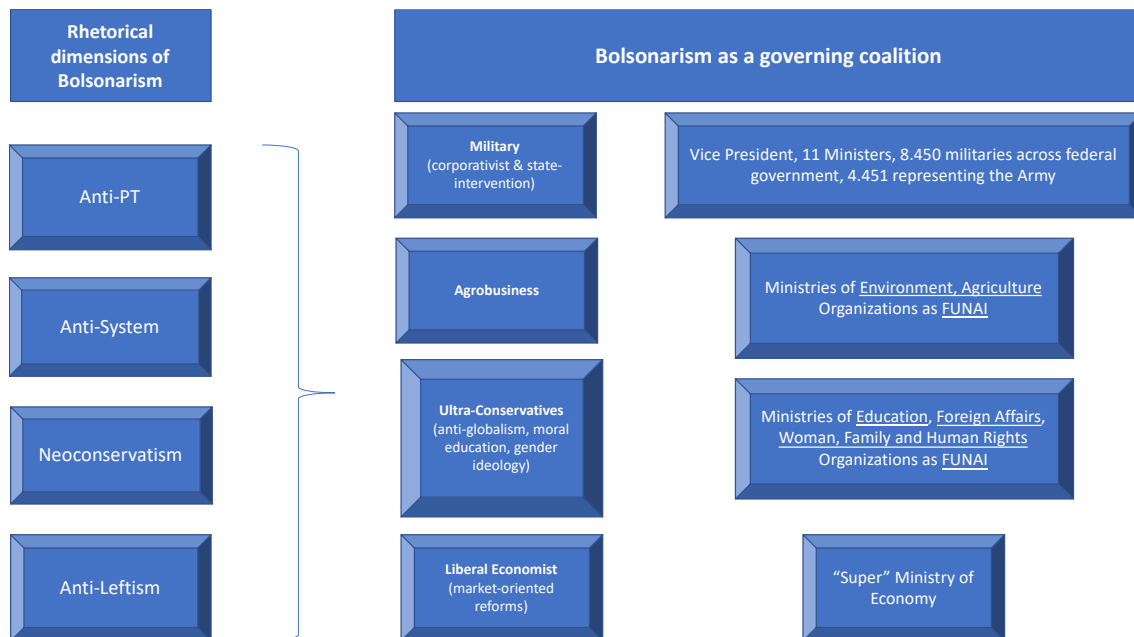 Rhetorical
dimensions of
Bolsonarism
Bolsonarism as a governing coalition
Anti-PT
Anti-System
Neoconservatism
Anti-Leftism
Military
(corporativist & state-
intervention)
Vice President, 11 Ministers, 8.450 militaries across federal
government, 4.451 representing the Army
Agrobusiness
Ministries of Environment, Agriculture
Organizations as FUNAI
Ultra-Conservatives
(anti-globalism, moral
education, gender
ideology)
Ministries of Education, Foreign Affairs,
Woman, Family and Human Rights
Organizations as FUNAI
Liberal Economist
(market-oriented
reforms)
“Super” Ministry of
Economy